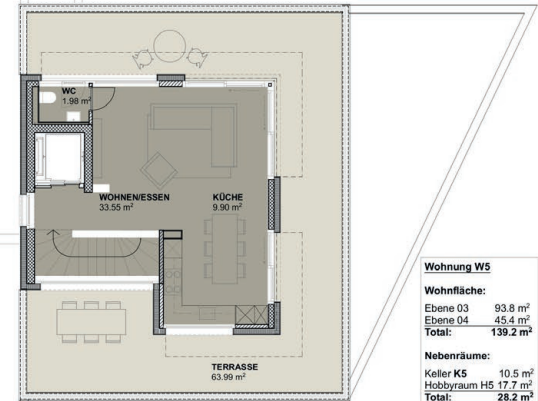 WC
1.98 m²
WOHNEN/ESSEN
33.55 m²
KÜCHE
9.90 m²
TERRASSE
63.99 m²
Wohnung W5
Wohnfläche:
Ebene 03 93.8 m²
Ebene 04 45.4 m²
Total: 139.2 m²
Nebenräume:
Keller K5 10.5 m²
Hobbyraum H5 17.7 m²
Total: 28.2 m²